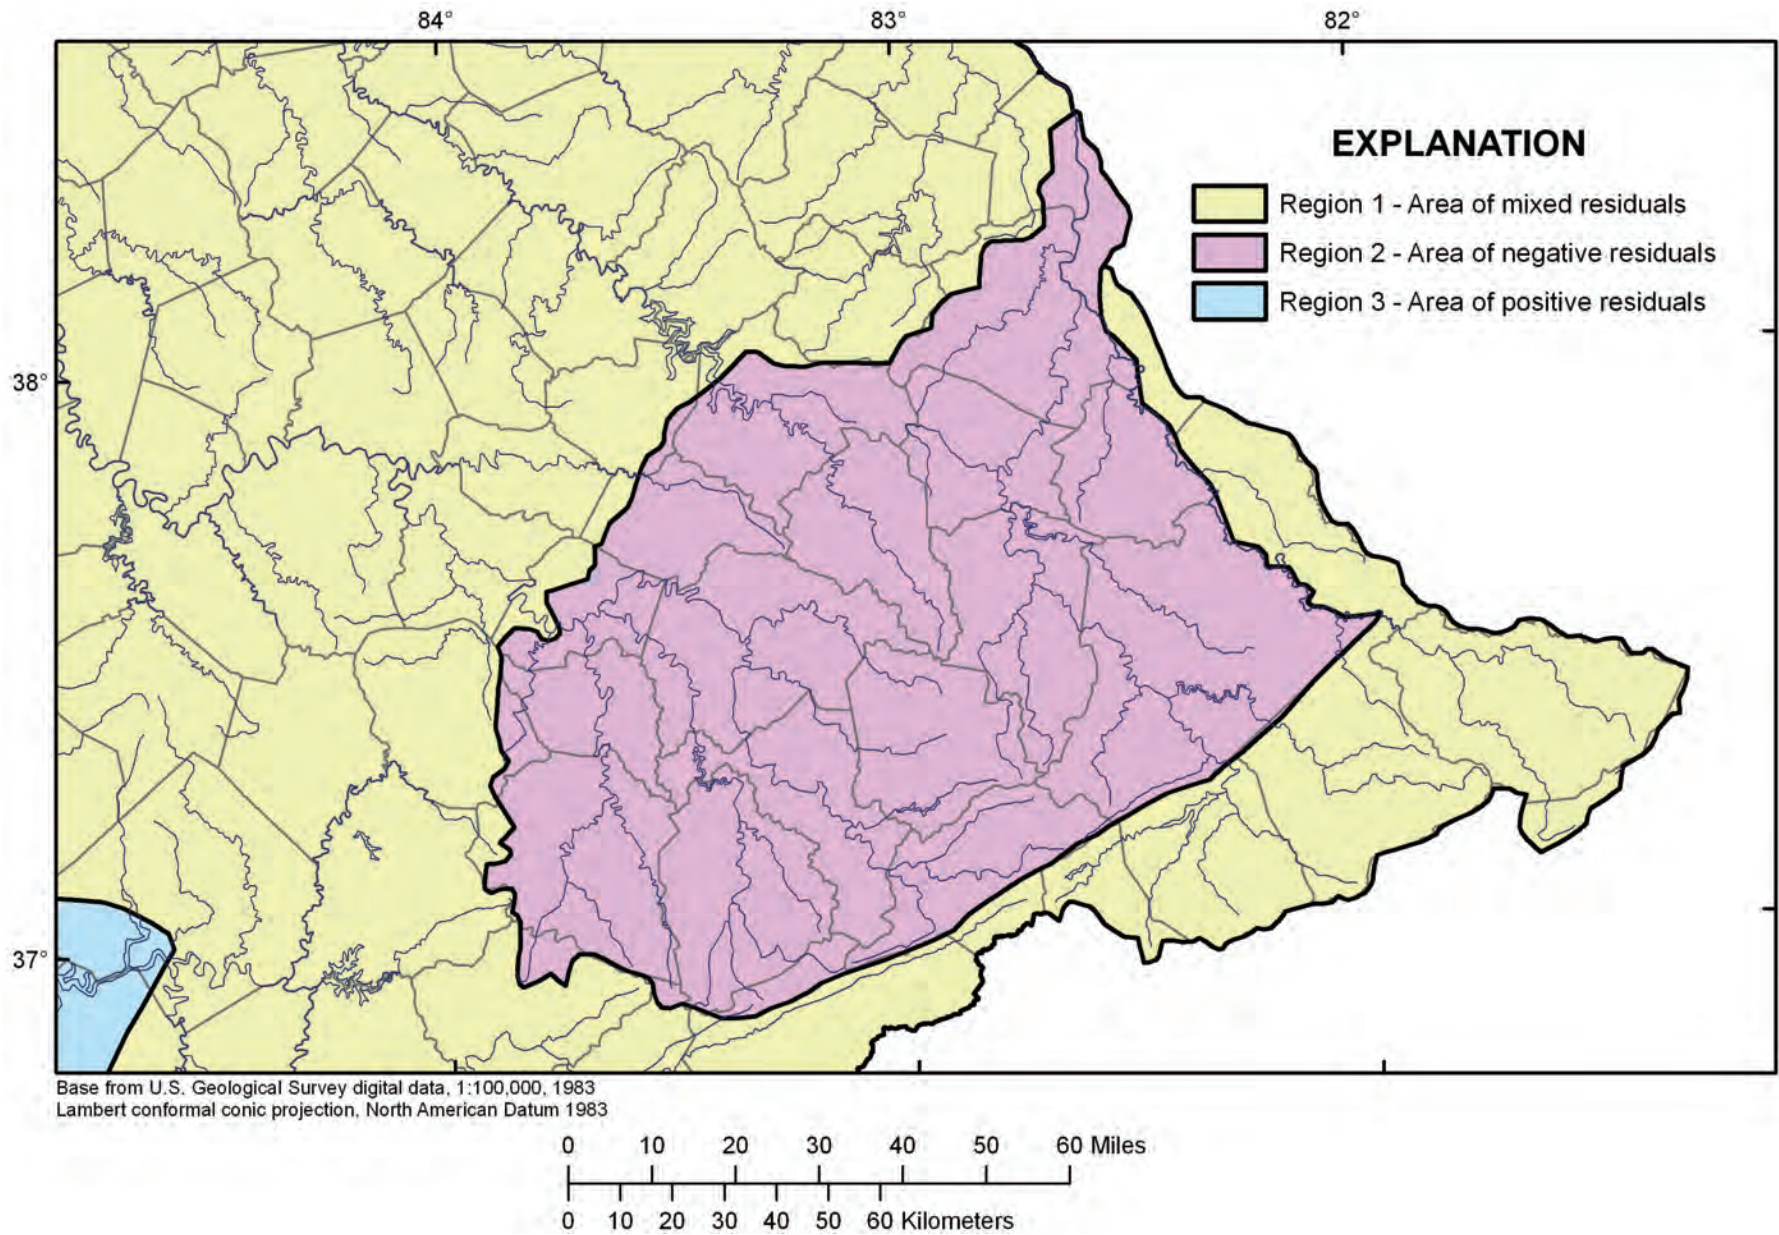 84° 83° 82°
EXPLANATION
Region 1 - Area of mixed residuals
Region 2 - Area of negative residuals
Region 3 - Area of positive residuals
38°
37°
Base from U.S. Geological Survey digital data, 1:100,000, 1983
Lambert conformal conic projection, North American Datum 1983
0 10 20 30 40 50 60 Miles
0 10 20 30 40 50 60 Kilometers